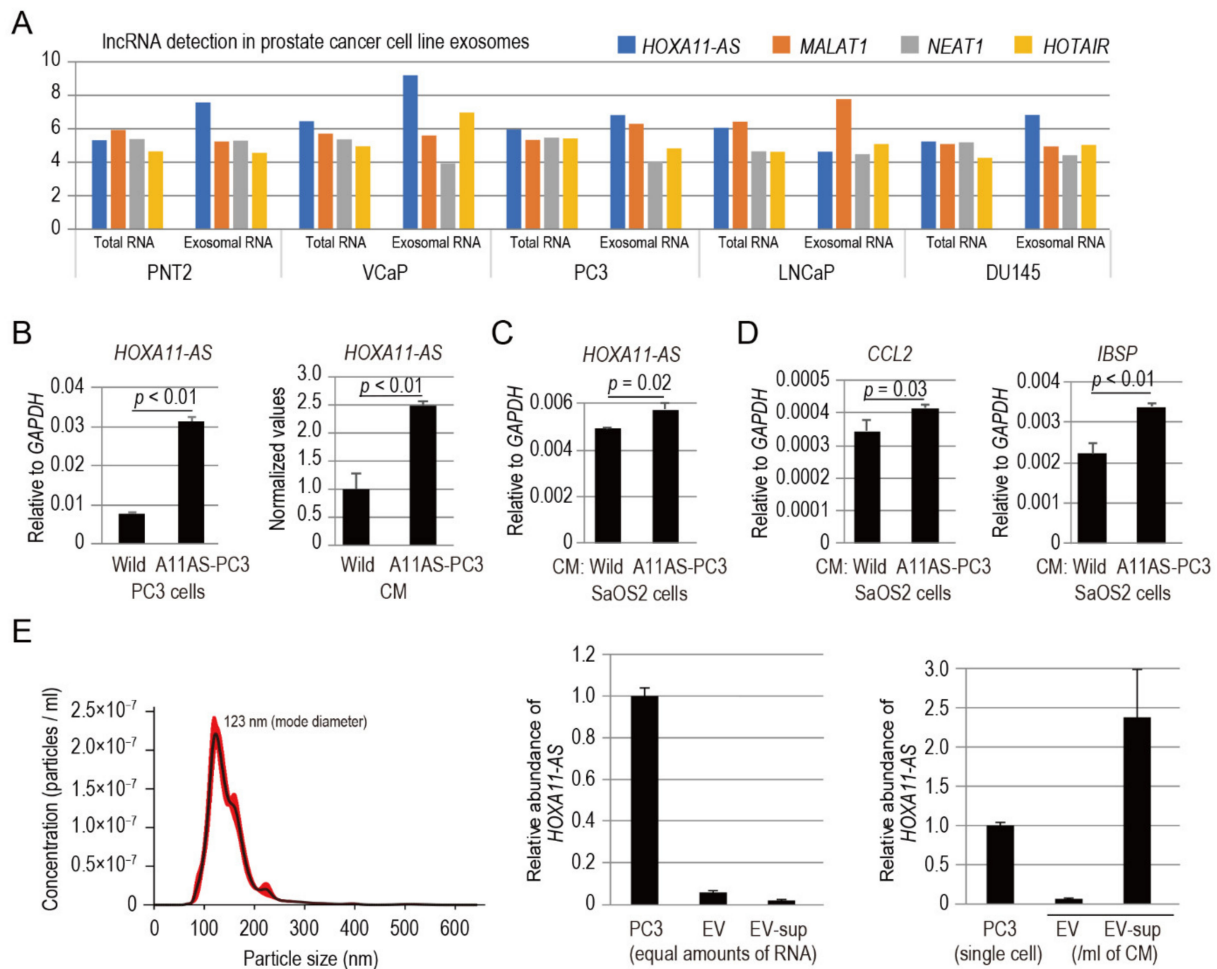 A
lncRNA detection in prostate cancer cell line exosomes
HOXA11-AS MALAT1 NEAT1 HOTAIR
10
8
6
4
2
0
Total RNA Exosomal RNA Total RNA Exosomal RNA Total RNA Exosomal RNA Total RNA Exosomal RNA Total RNA Exosomal RNA
PNT2 VCaP PC3 LNCaP DU145
B
HOXA11-AS
p < 0.01
Relative to GAPDH
0.04
0.03
0.02
0.01
0
Wild A11AS-PC3
PC3 cells
HOXA11-AS
p < 0.01
Normalized values
3.0
2.5
2.0
1.5
1.0
0.5
0.0
Wild A11AS-PC3
CM
C
HOXA11-AS
p = 0.02
Relative to GAPDH
0.006
0.004
0.002
0
CM: Wild A11AS-PC3
SaOS2 cells
D
CCL2
p = 0.03
Relative to GAPDH
0.0005
0.0004
0.0003
0.0002
0.0001
0
CM: Wild A11AS-PC3
SaOS2 cells
IBSP
p < 0.01
Relative to GAPDH
0.004
0.003
0.002
0.001
0
CM: Wild A11AS-PC3
SaOS2 cells
E
Concentration (particles / ml)
2.5×10⁻⁷
2.0×10⁻⁷
1.5×10⁻⁷
1.0×10⁻⁷
0.5×10⁻⁷
0
123 nm (mode diameter)
0 100 200 300 400 500 600
Particle size (nm)
Relative abundance of
HOXA11-AS
1.2
1.0
0.8
0.6
0.4
0.2
0
PC3 EV EV-sup
(equal amounts of RNA)
Relative abundance of
HOXA11-AS
3.0
2.5
2.0
1.5
1.0
0.5
0
PC3 EV EV-sup
(single cell) (/ml of CM)